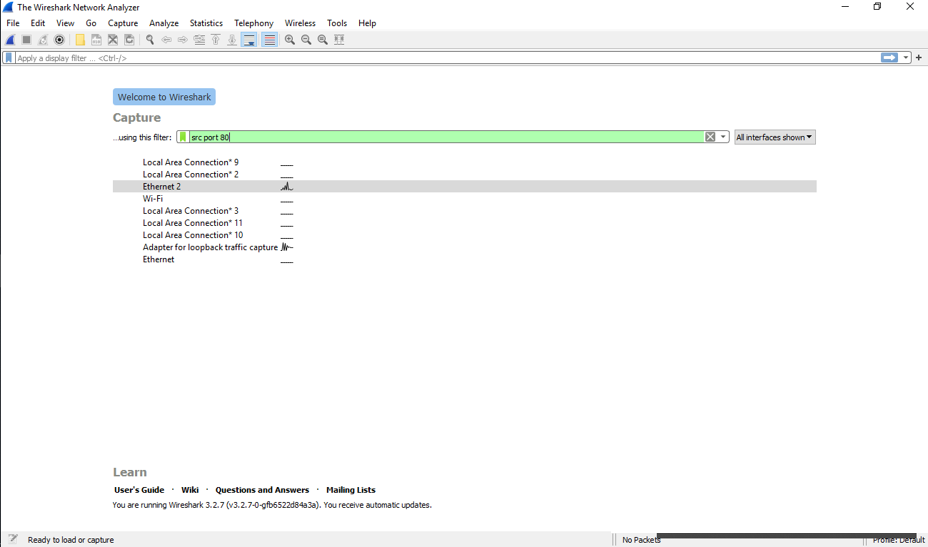 The Wireshark Network Analyzer
File Edit View Go Capture Analyze Statistics Telephony Wireless Tools Help
Apply a display filter ... <Ctrl-/>
Welcome to Wireshark
Capture
...using this filter: src port 80 All interfaces shown
Local Area Connection* 9
Local Area Connection* 2
Ethernet 2
Wi-Fi
Local Area Connection* 3
Local Area Connection* 11
Local Area Connection* 10
Adapter for loopback traffic capture
Ethernet
Learn
User's Guide · Wiki · Questions and Answers · Mailing Lists
You are running Wireshark 3.2.7 (v3.2.7-0-gfb6522d84a3a). You receive automatic updates.
Ready to load or capture No Packets Profile: Default